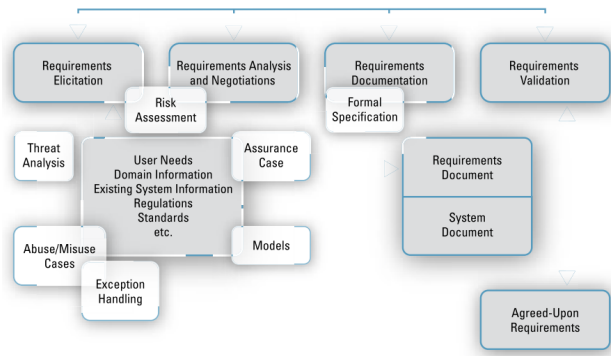 Requirements
Elicitation
Requirements Analysis
and Negotiations
Requirements
Documentation
Requirements
Validation
Risk
Assessment
Formal
Specification
Threat
Analysis
User Needs
Domain Information
Existing System Information
Regulations
Standards
etc.
Assurance
Case
Requirements
Document
System
Document
Abuse/Misuse
Cases
Models
Exception
Handling
Agreed-Upon
Requirements